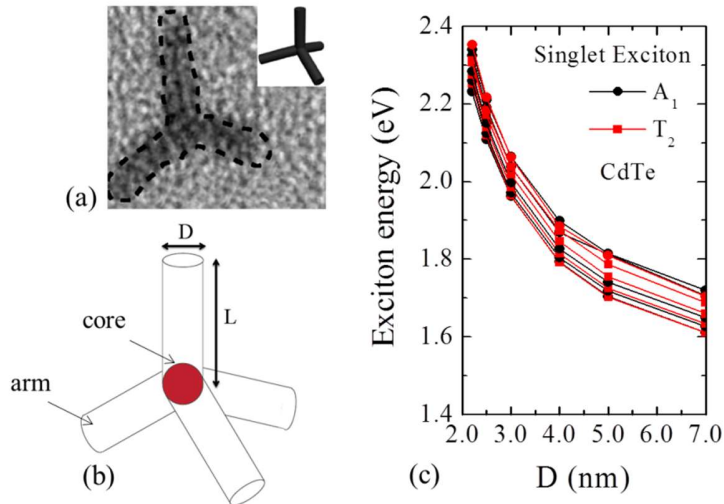 (a)
D
L
core
arm
(b)
Exciton energy (eV)
2.4
2.2
2.0
1.8
1.6
1.4
Singlet Exciton
A₁
T₂
CdTe
2.0 3.0 4.0 5.0 6.0 7.0
(c) D (nm)